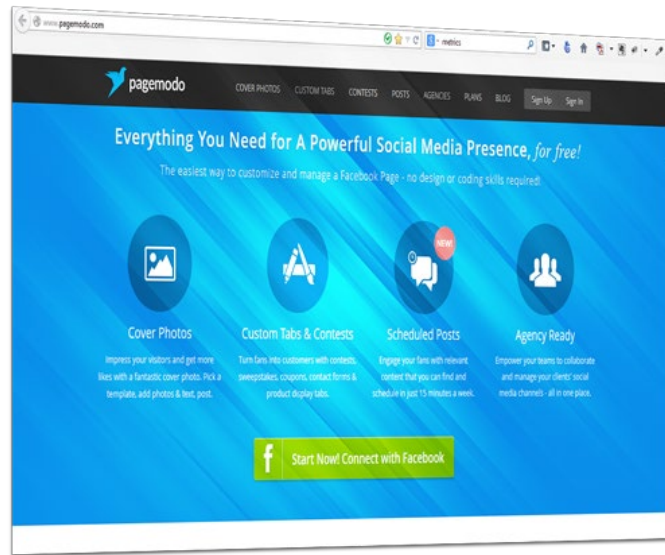 www.pagemodo.com
metrics
pagemodo
COVER PHOTOS CUSTOM TABS CONTESTS POSTS AGENCIES PLANS BLOG Sign Up Sign In
Everything You Need for A Powerful Social Media Presence, for free!
The easiest way to customize and manage a Facebook Page - no design or coding skills required!
NEW!
Cover Photos
Impress your visitors and get more
likes with a fantastic cover photo. Pick a
template, add photos & text, post.
Custom Tabs & Contests
Turn fans into customers with contests,
sweepstakes, coupons, contact forms &
product display tabs.
Scheduled Posts
Engage your fans with relevant
content that you can find and
schedule in just 15 minutes a week.
Agency Ready
Empower your teams to collaborate
and manage your clients' social
media channels - all in one place.
f
Start Now! Connect with Facebook